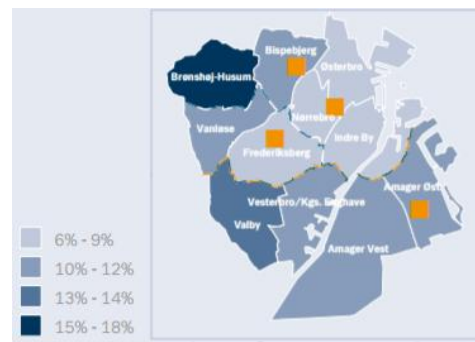 Bispebjerg
Østerbro
Brønshøj-Husum
Nørrebro
Vanløse
Indre By
Frederiksberg
Amager Øst
Vesterbro/Kgs. Enghave
Valby
Amager Vest
6% - 9%
10% - 12%
13% - 14%
15% - 18%